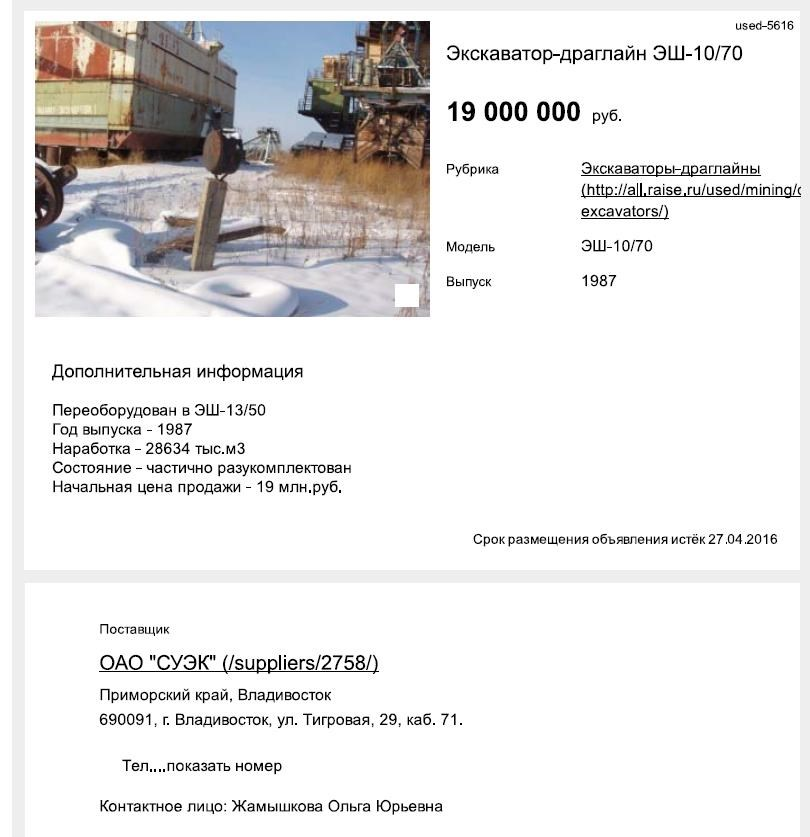 used-5616
Экскаватор-драглайн ЭШ-10/70
19 000 000 руб.
Рубрика
Экскаваторы-драглайны
(http://all.raise.ru/used/mining/
excavators/)
Модель
ЭШ-10/70
Выпуск
1987
Дополнительная информация
Переоборудован в ЭШ-13/50
Год выпуска - 1987
Наработка - 28634 тыс.м3
Состояние - частично разукомплектован
Начальная цена продажи - 19 млн.руб.
Срок размещения объявления истёк 27.04.2016
Поставщик
ОАО "СУЭК" (/suppliers/2758/)
Приморский край, Владивосток
690091, г. Владивосток, ул. Тигровая, 29, каб. 71.
Тел....показать номер
Контактное лицо: Жамышкова Ольга Юрьевна